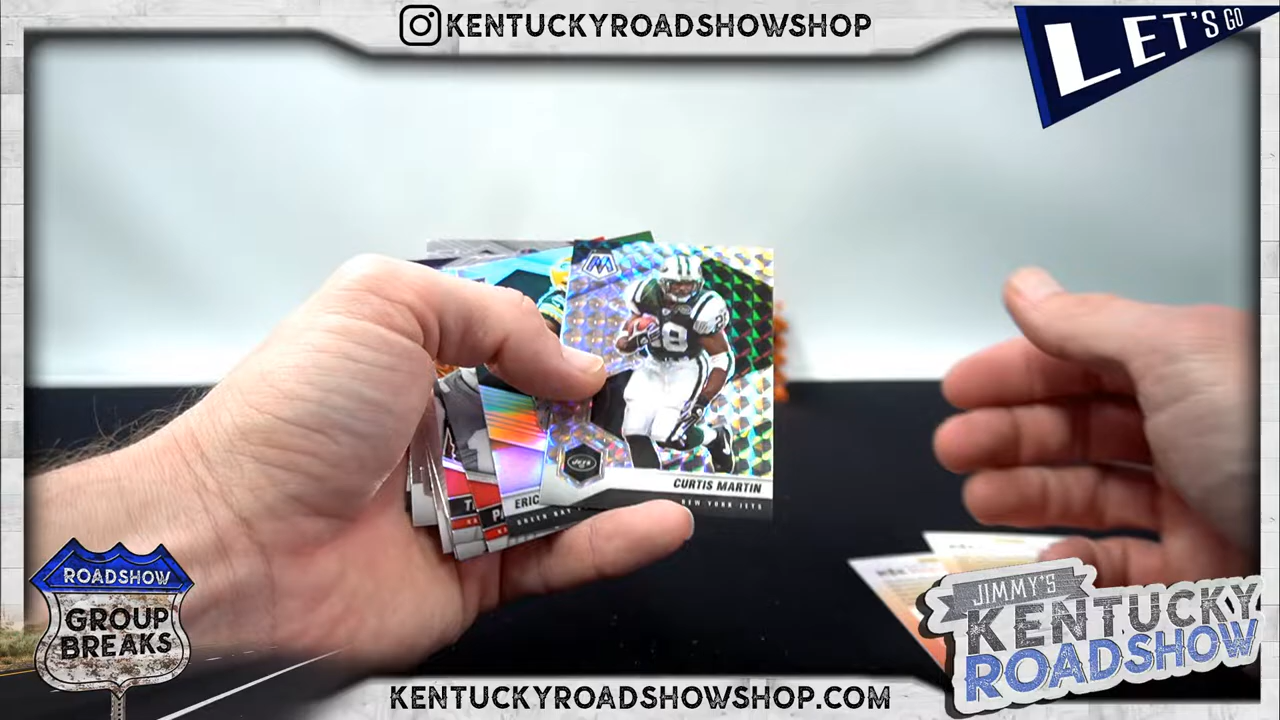 KENTUCKYROADSHOWSHOP
LET'S GO
28
CURTIS MARTIN
NEW YORK JETS
ERIC
GREEN BAY
ROADSHOW
GROUP
BREAKS
JIMMY'S
KENTUCKY
ROADSHOW
KENTUCKYROADSHOWSHOP.COM